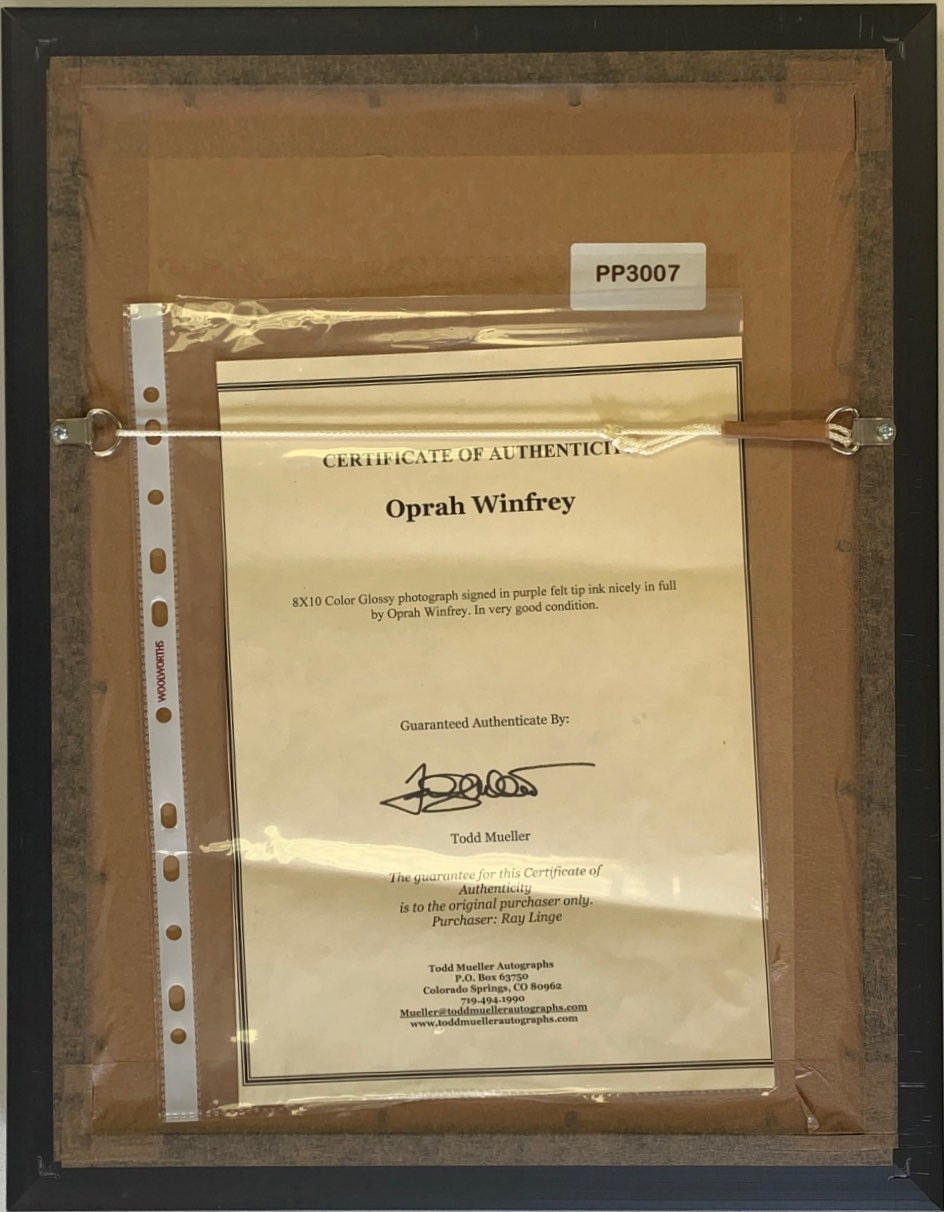 PP3007
CERTIFICATE OF AUTHENTICI
Oprah Winfrey
8X10 Color Glossy photograph signed in purple felt tip ink nicely in full
by Oprah Winfrey. In very good condition.
WOOLWORTHS
Guaranteed Authenticate By:
Todd Mueller
The guarantee for this Certificate of
Authenticity
is to the original purchaser only.
Purchaser: Ray Linge
Todd Mueller Autographs
P.O. Box 63750
Colorado Springs, CO 80962
719.494.1990
Mueller@toddmuellerautographs.com
www.toddmuellerautographs.com